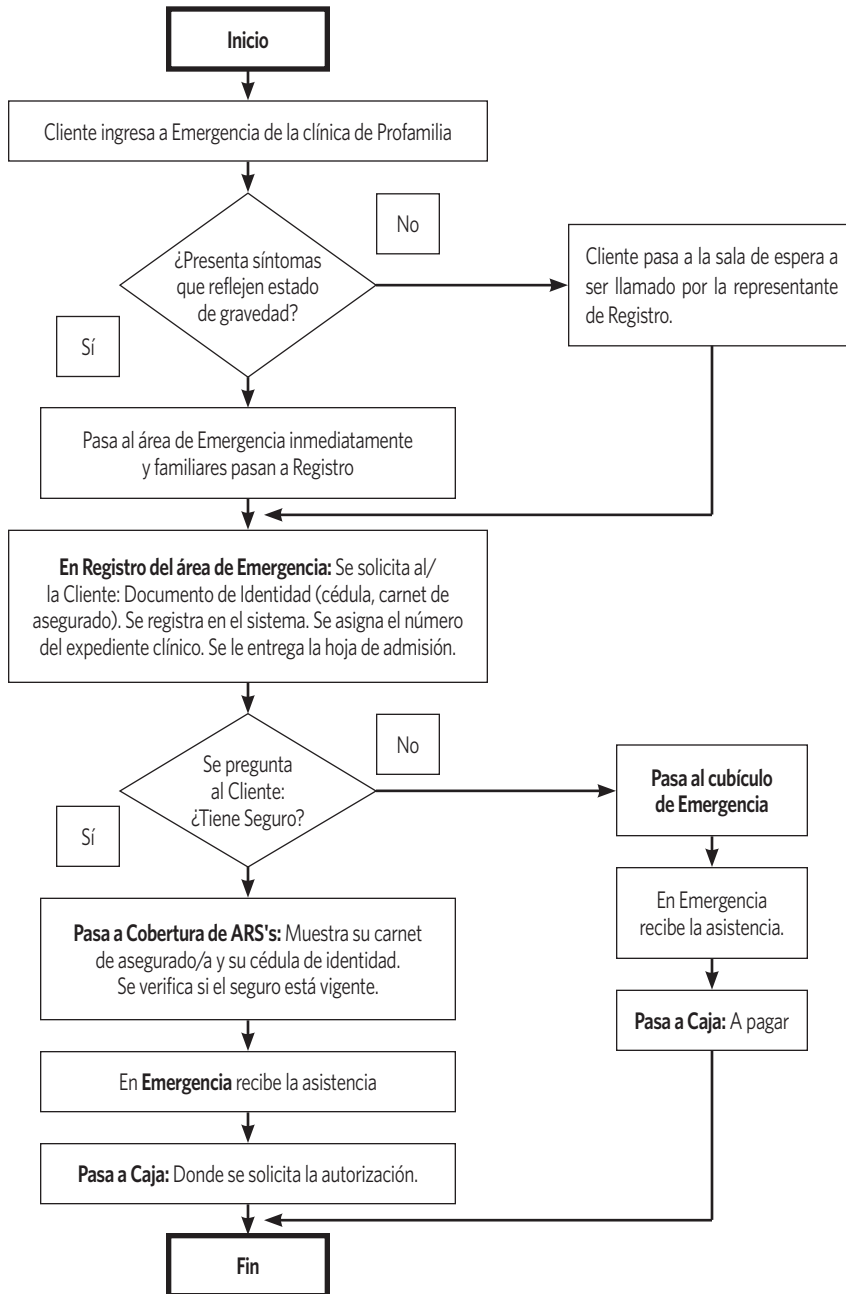 Inicio
Cliente ingresa a Emergencia de la clínica de Profamilia
¿Presenta síntomas
que reflejen estado
de gravedad?
No
Cliente pasa a la sala de espera a
ser llamado por la representante
de Registro.
Sí
Pasa al área de Emergencia inmediatamente
y familiares pasan a Registro
En Registro del área de Emergencia: Se solicita al/
la Cliente: Documento de Identidad (cédula, carnet de
asegurado). Se registra en el sistema. Se asigna el número
del expediente clínico. Se le entrega la hoja de admisión.
Se pregunta
al Cliente:
¿Tiene Seguro?
No
Sí
Pasa al cubículo
de Emergencia
En Emergencia
recibe la asistencia.
Pasa a Caja: A pagar
Pasa a Cobertura de ARS's: Muestra su carnet
de asegurado/a y su cédula de identidad.
Se verifica si el seguro está vigente.
En Emergencia recibe la asistencia
Pasa a Caja: Donde se solicita la autorización.
Fin